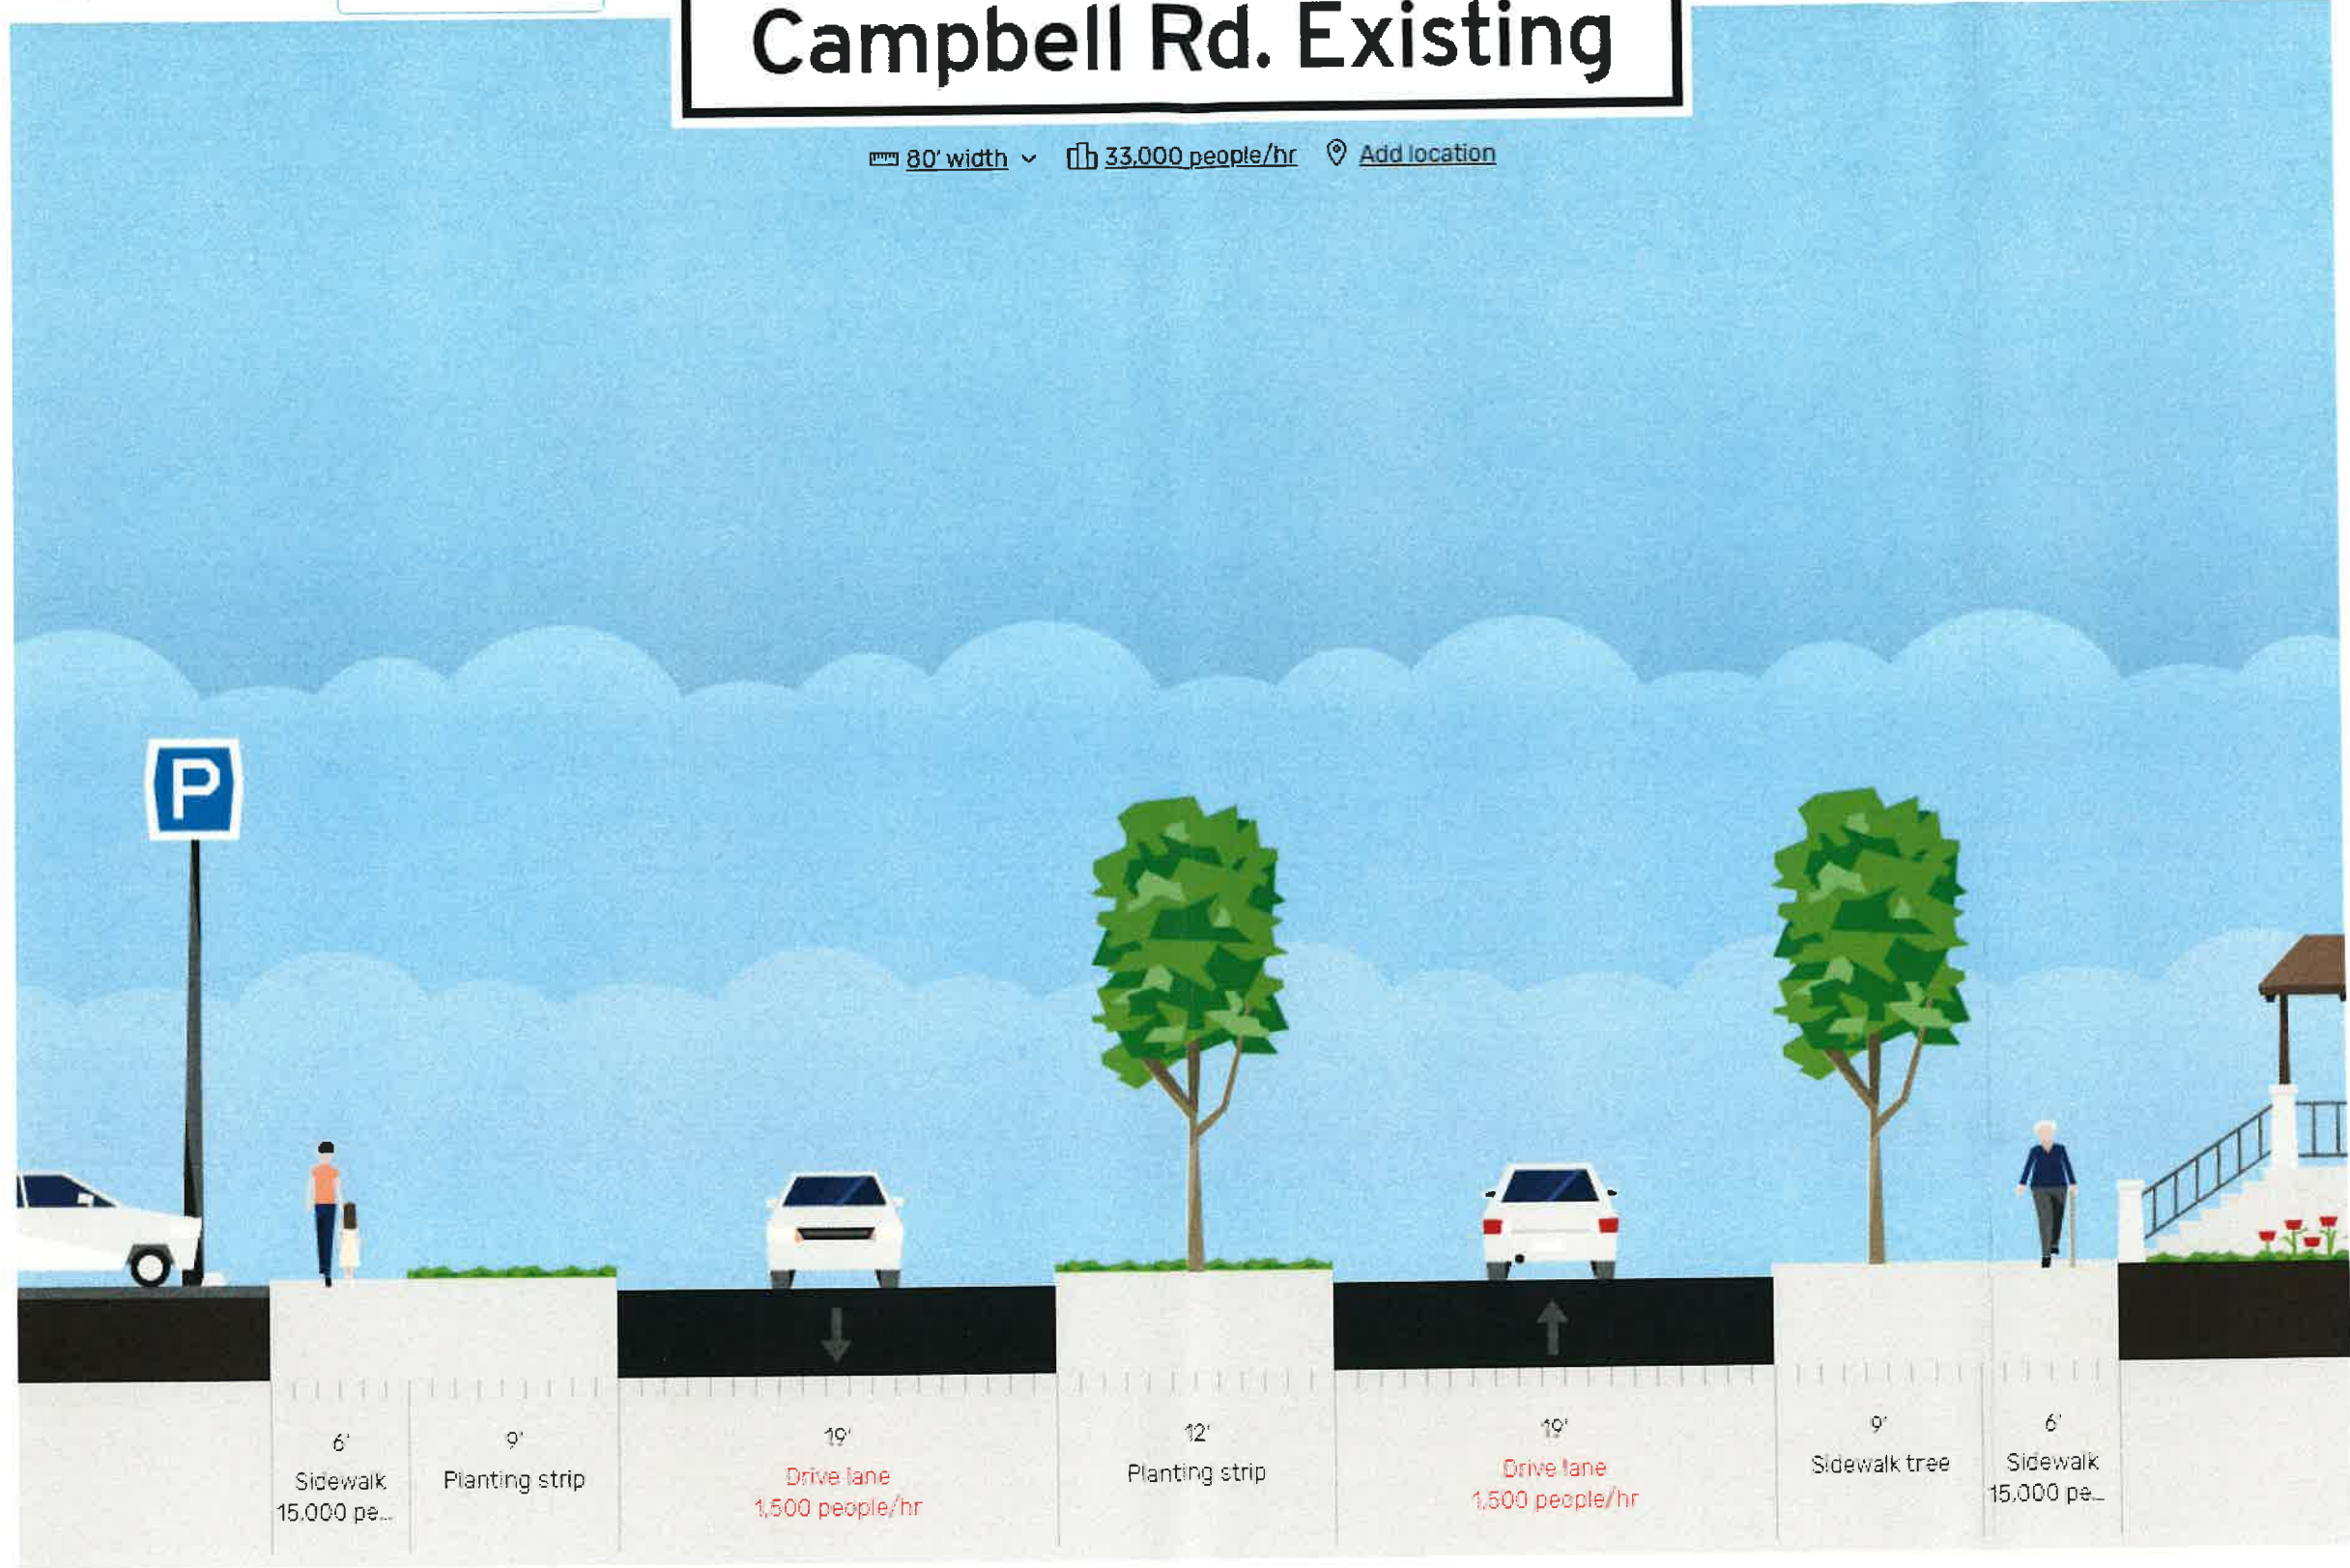 Campbell Rd. Existing
80' width 33,000 people/hr Add location
P
6' 9' 19' 12' 19' 9' 6'
Sidewalk Planting strip Drive lane Planting strip Drive lane Sidewalk tree Sidewalk
15,000 pe... 1,500 people/hr 1,500 people/hr 15,000 pe...